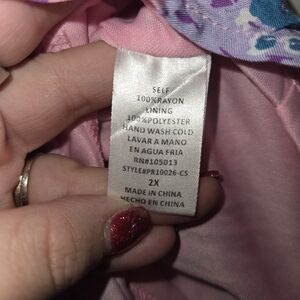 SELF
100%RAYON
LINING
100%POLYESTER
HAND WASH COLD
LAVAR A MANO
EN AGUA FRIA
RN#105013
STYLE#PR10026-CS
2X
MADE IN CHINA
HECHO EN CHINA